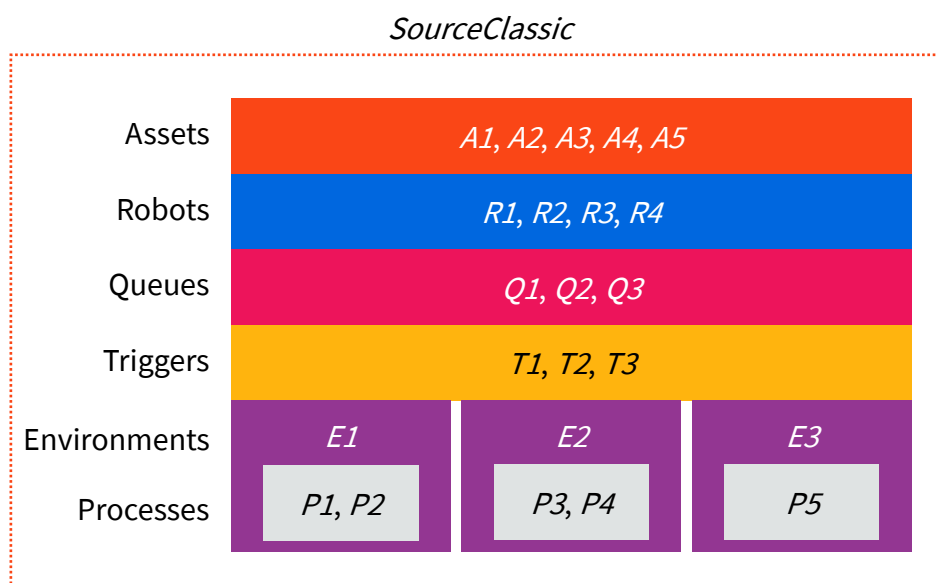 SourceClassic
Assets
A1, A2, A3, A4, A5
Robots
R1, R2, R3, R4
Queues
Q1, Q2, Q3
Triggers
T1, T2, T3
Environments
E1
E2
E3
Processes
P1, P2
P3, P4
P5